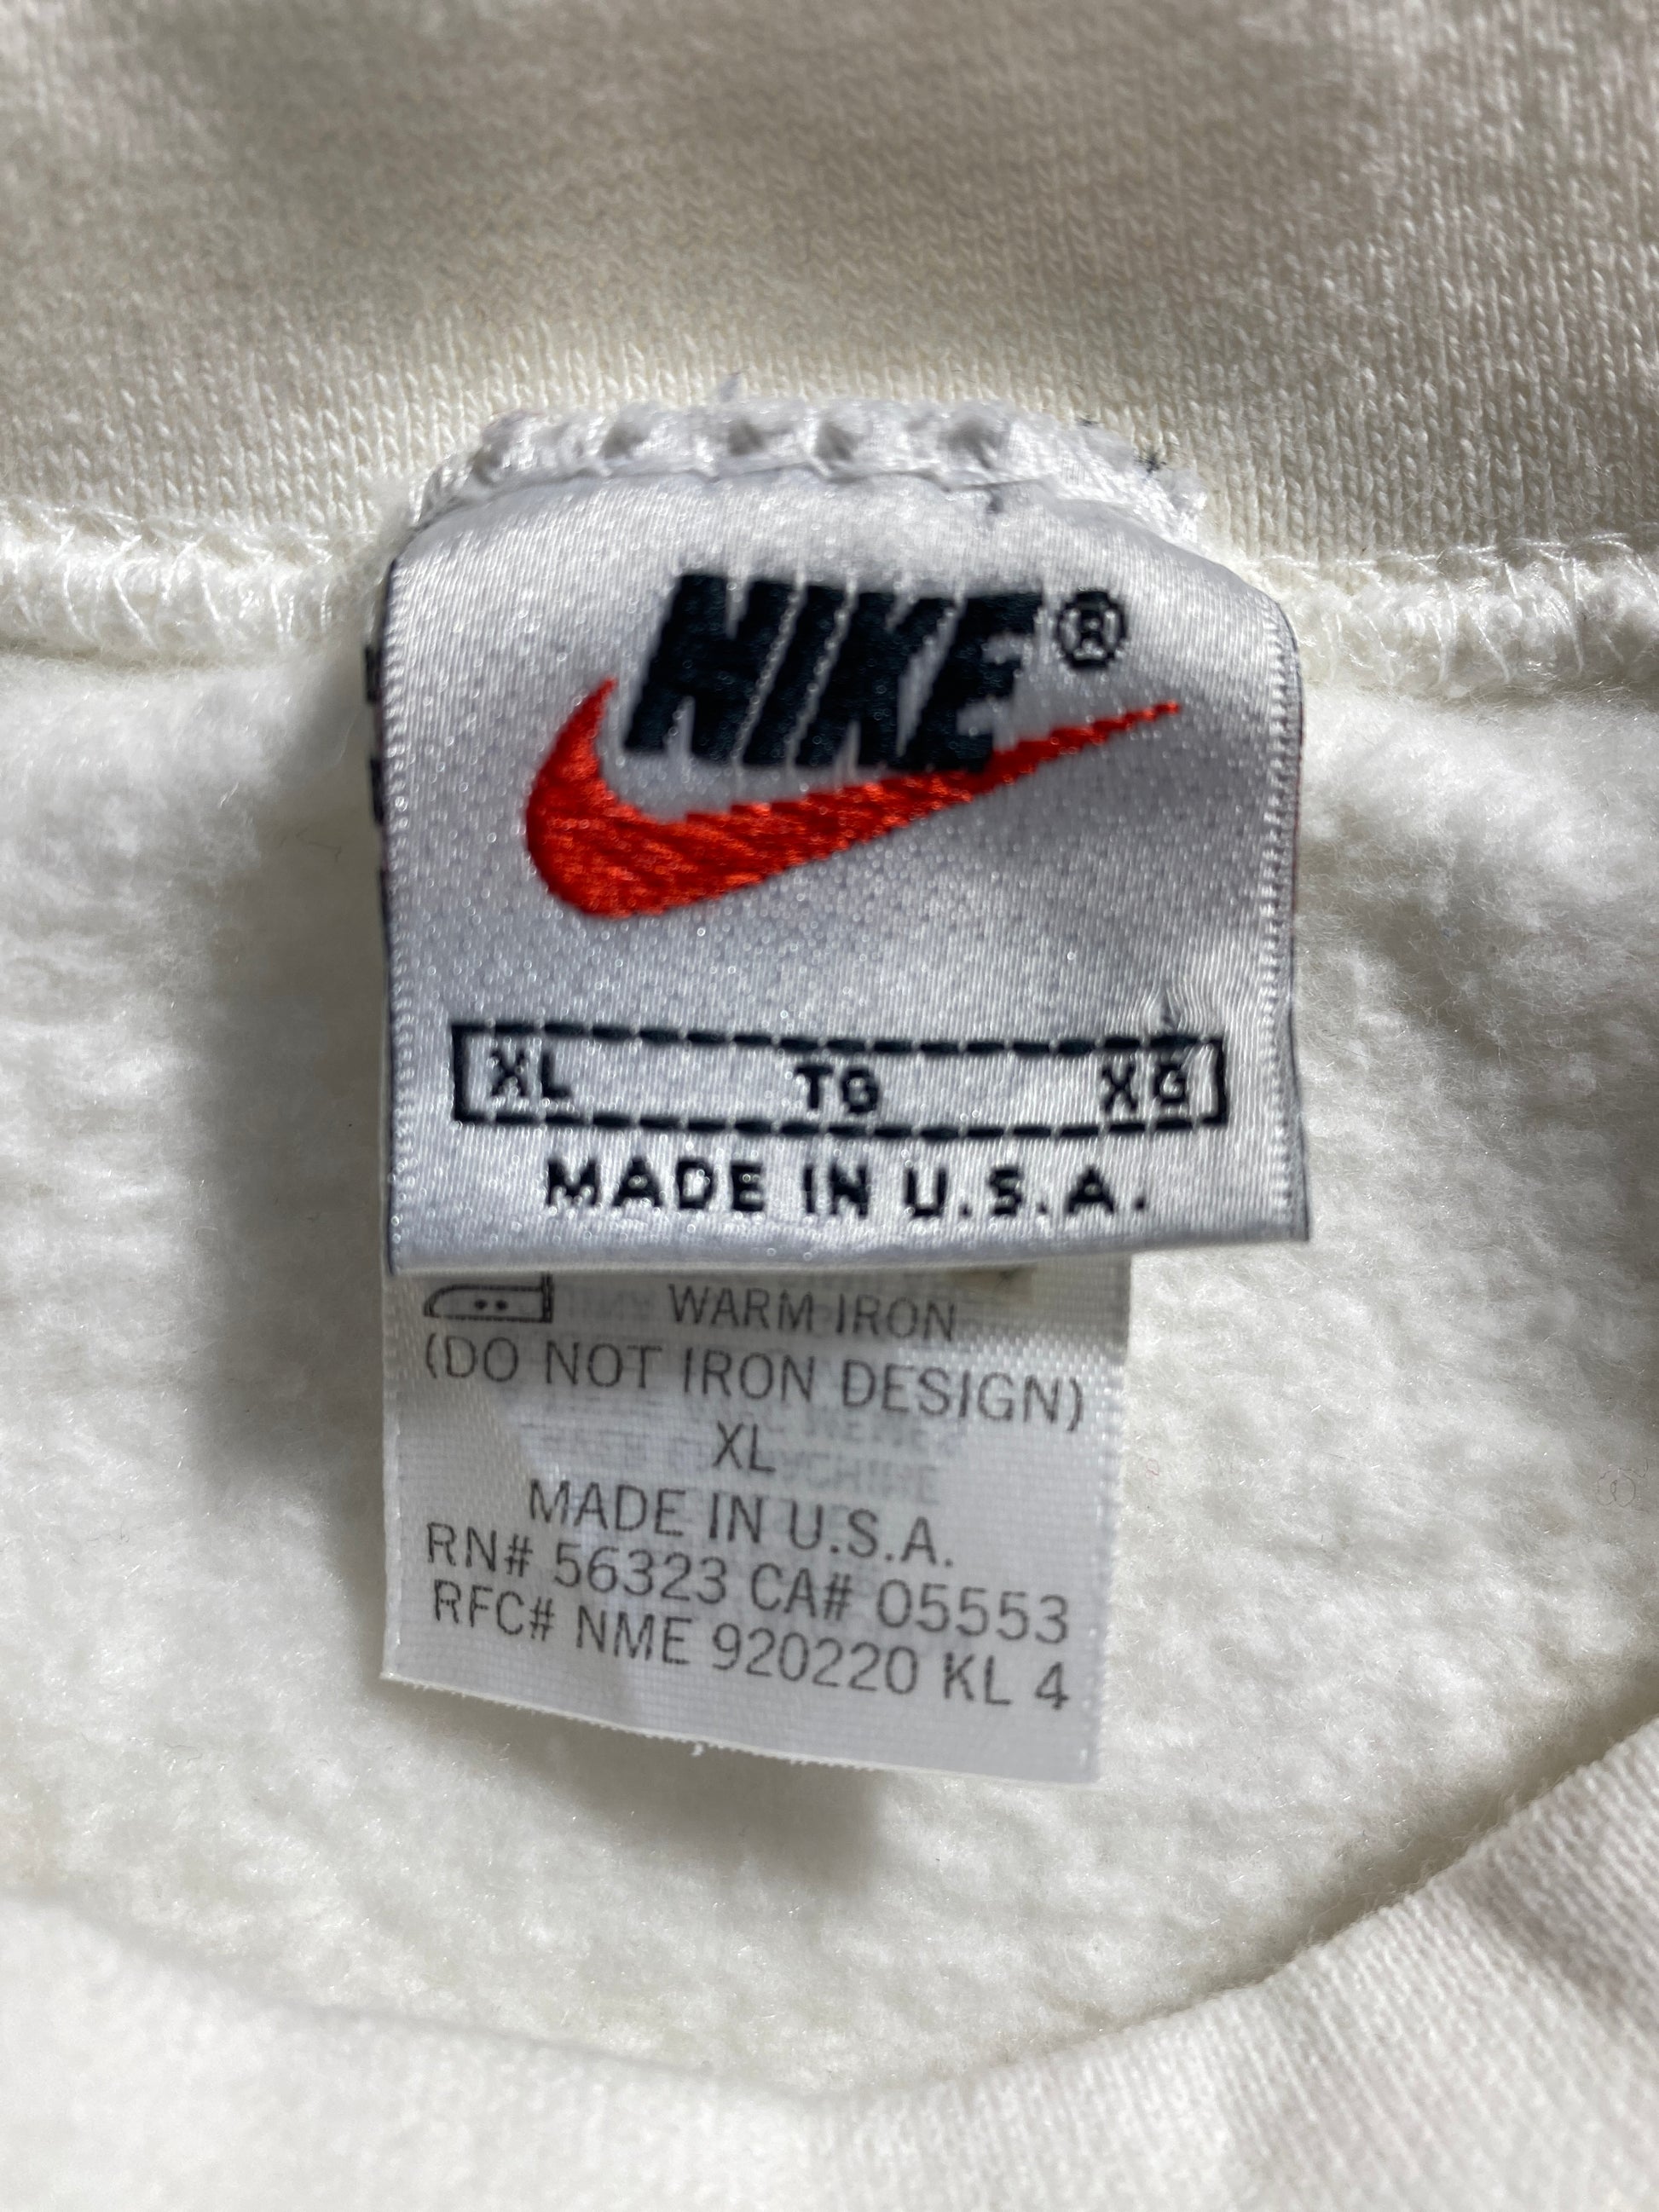 NIKE®
XL TG XG
MADE IN U.S.A.
WARM IRON
(DO NOT IRON DESIGN)
XL
MADE IN U.S.A.
RN# 56323 CA# 05553
RFC# NME 920220 KL 4